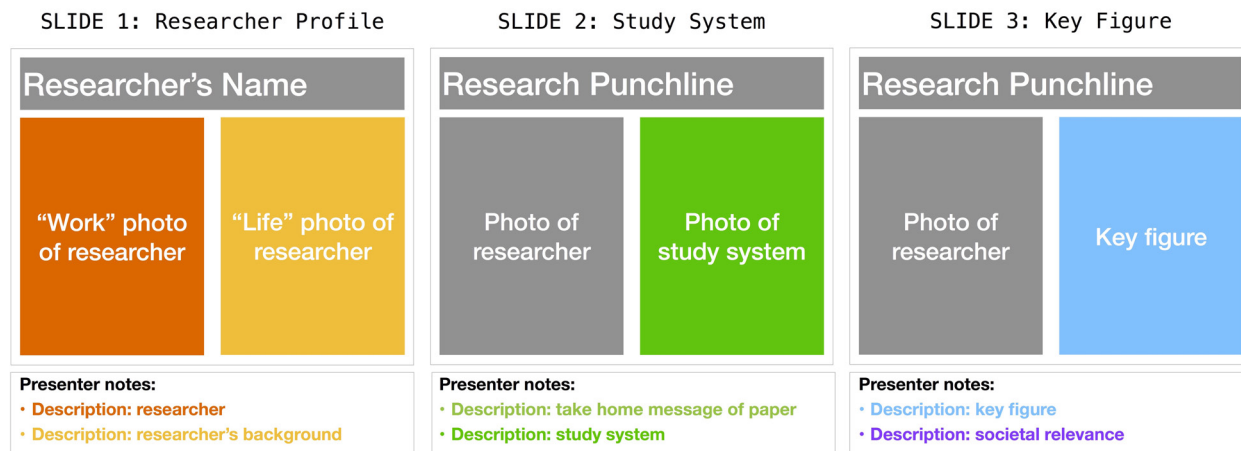 SLIDE 1: Researcher Profile
Researcher’s Name
“Work” photo
of researcher
“Life” photo of
researcher
Presenter notes:
• Description: researcher
• Description: researcher’s background
SLIDE 2: Study System
Research Punchline
Photo of
researcher
Photo of
study system
Presenter notes:
• Description: take home message of paper
• Description: study system
SLIDE 3: Key Figure
Research Punchline
Photo of
researcher
Key figure
Presenter notes:
• Description: key figure
• Description: societal relevance